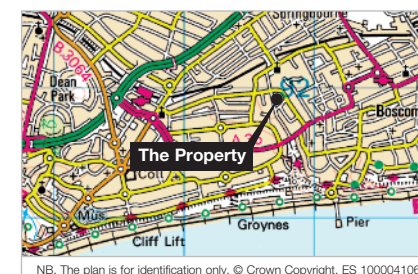 Springbourne
B3064
Dean
Park
92
Boscom
A35
The Property
Coll
Mus
Groynes
Pier
Cliff Lift
NB. The plan is for identification only. © Crown Copyright, ES 100004106